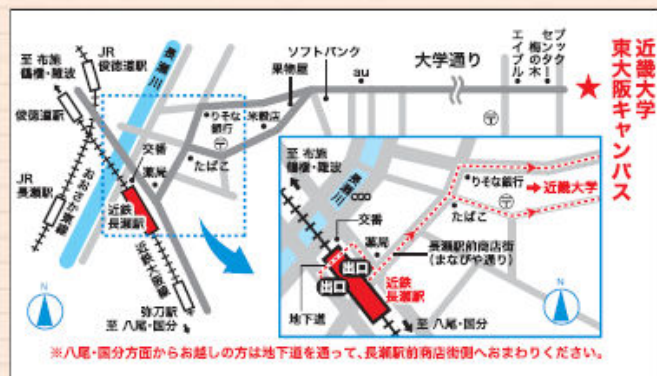 至 布施
鶴橋・難波
JR
俊徳道駅
長瀬川
俊徳道駅
JR
長瀬駅
おおさか東線
交番
薬局
近鉄
長瀬駅
近鉄大阪線
弥刀駅
至 八尾・国分
りそな
銀行
米穀店
たばこ
果物屋
ソフトバンク
au
大学通り
エイブル
梅の木
ブック
センター
近畿大学
東大阪キャンパス
至 布施
鶴橋・難波
長瀬川
交番
薬局
出口
出口
地下道
近鉄
長瀬駅
至 八尾・国分
りそな銀行
近畿大学
たばこ
長瀬駅前商店街
(まなびや通り)
N
N
※八尾・国分方面からお越しの方は地下道を通って、長瀬駅前商店街側へおまわりください。